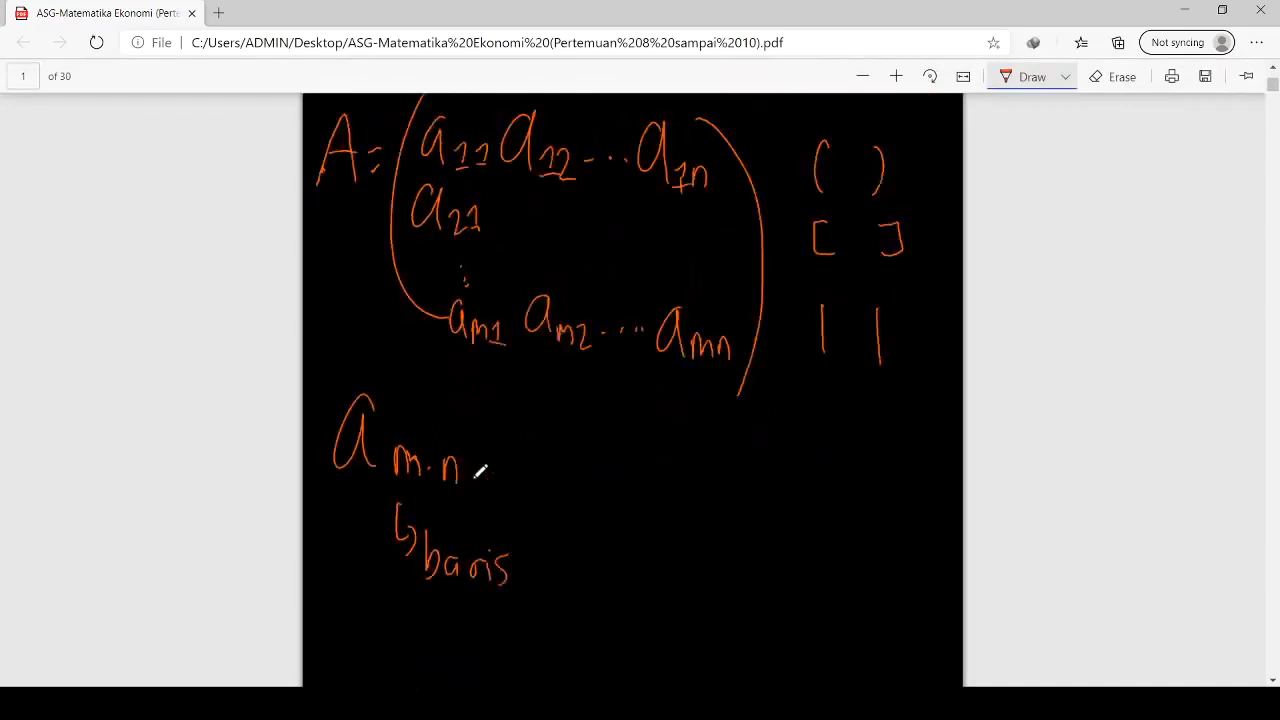 ASG-Matematika Ekonomi (Perte
File C:/Users/ADMIN/Desktop/ASG-Matematika%20Ekonomi%20(Pertemuan%208%20sampai%2010).pdf Not syncing
1 of 30 Draw Erase
A = ( a11 a12 ... a1n ) ( )
a21 [ ]
⋮
am1 am2 ..... amn | |
a m.n
↳ baris